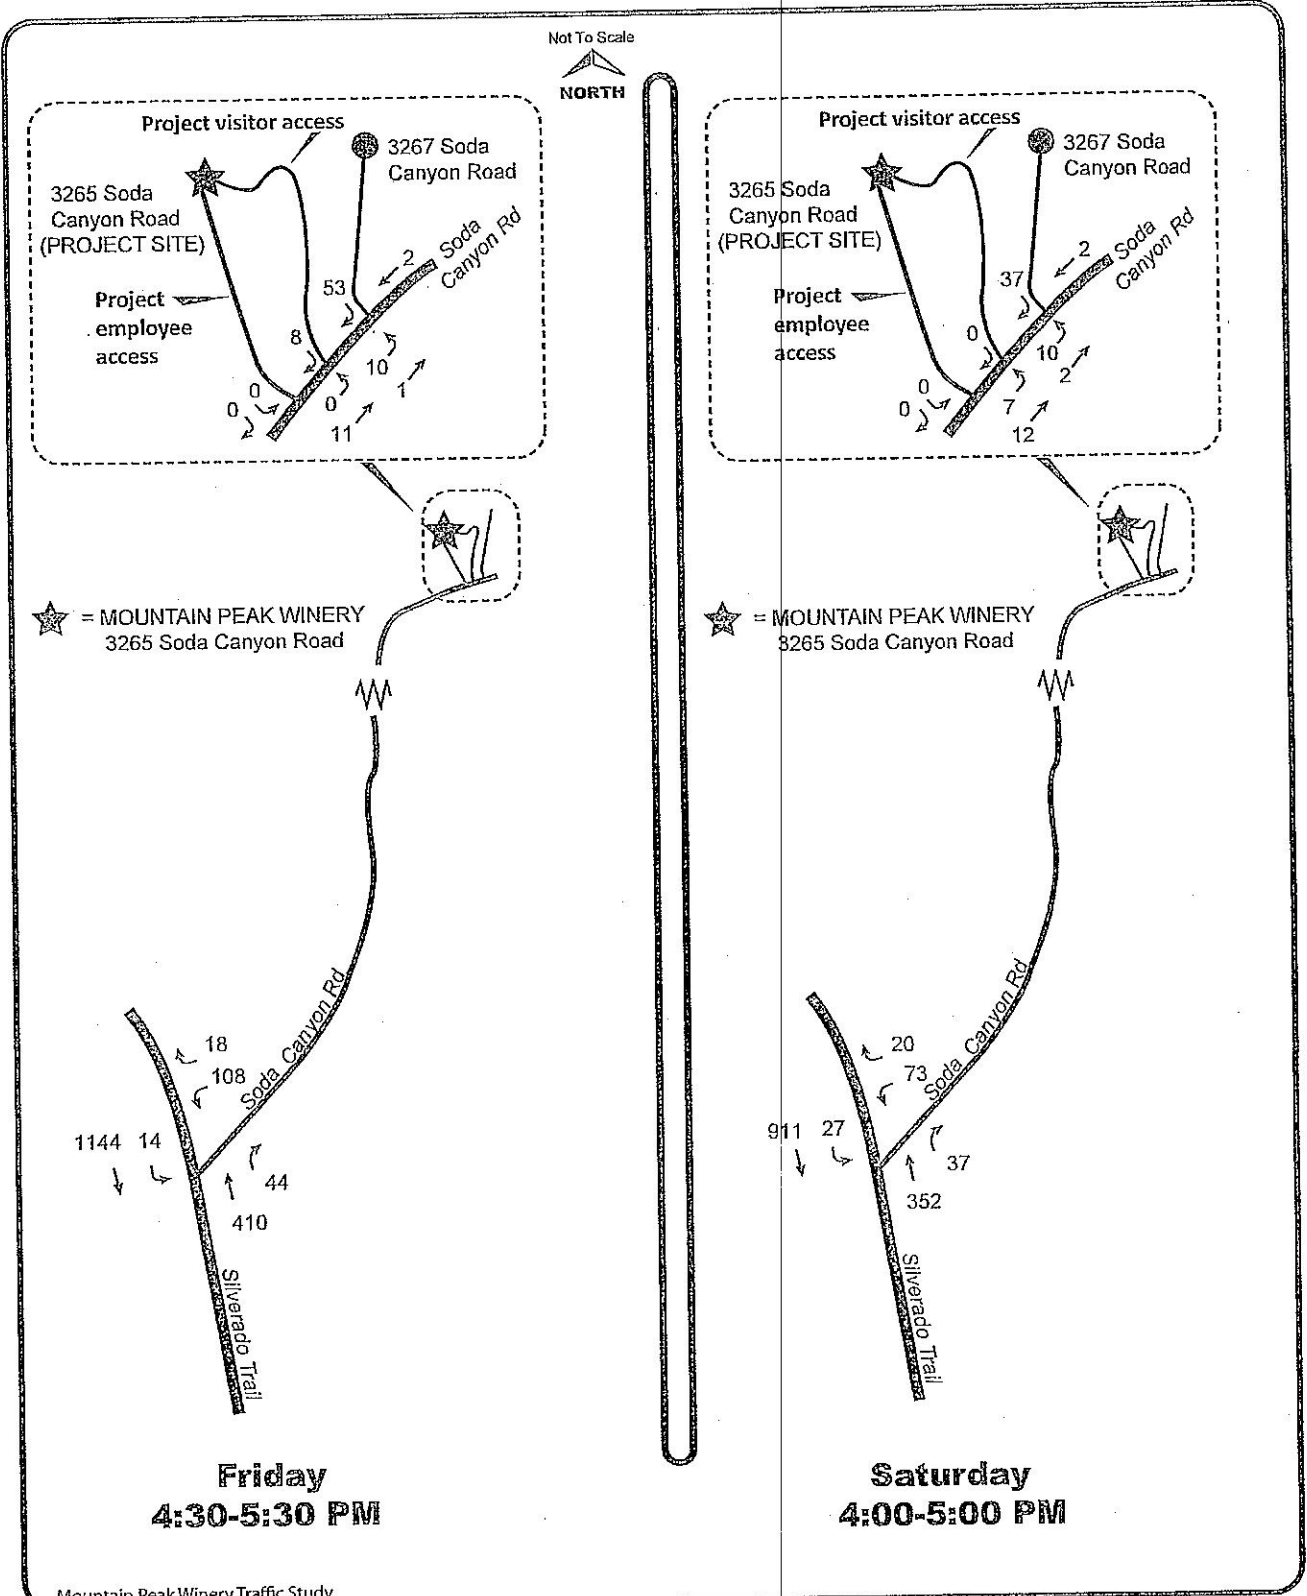 Not To Scale
NORTH
Project visitor access
3267 Soda
Canyon Road
3265 Soda
Canyon Road
(PROJECT SITE)
Soda
Canyon Rd
2
53
Project
employee
access
8
10
1
0
0
0
11
= MOUNTAIN PEAK WINERY
3265 Soda Canyon Road
Soda Canyon Rd
18
108
1144
14
44
410
Silverado Trail
Friday
4:30-5:30 PM
Project visitor access
3267 Soda
Canyon Road
3265 Soda
Canyon Road
(PROJECT SITE)
Soda
Canyon Rd
2
37
Project
employee
access
0
10
2
0
0
7
12
= MOUNTAIN PEAK WINERY
3265 Soda Canyon Road
Soda Canyon Rd
20
73
911
27
37
352
Silverado Trail
Saturday
4:00-5:00 PM
Mountain Peak Winery Traffic Study